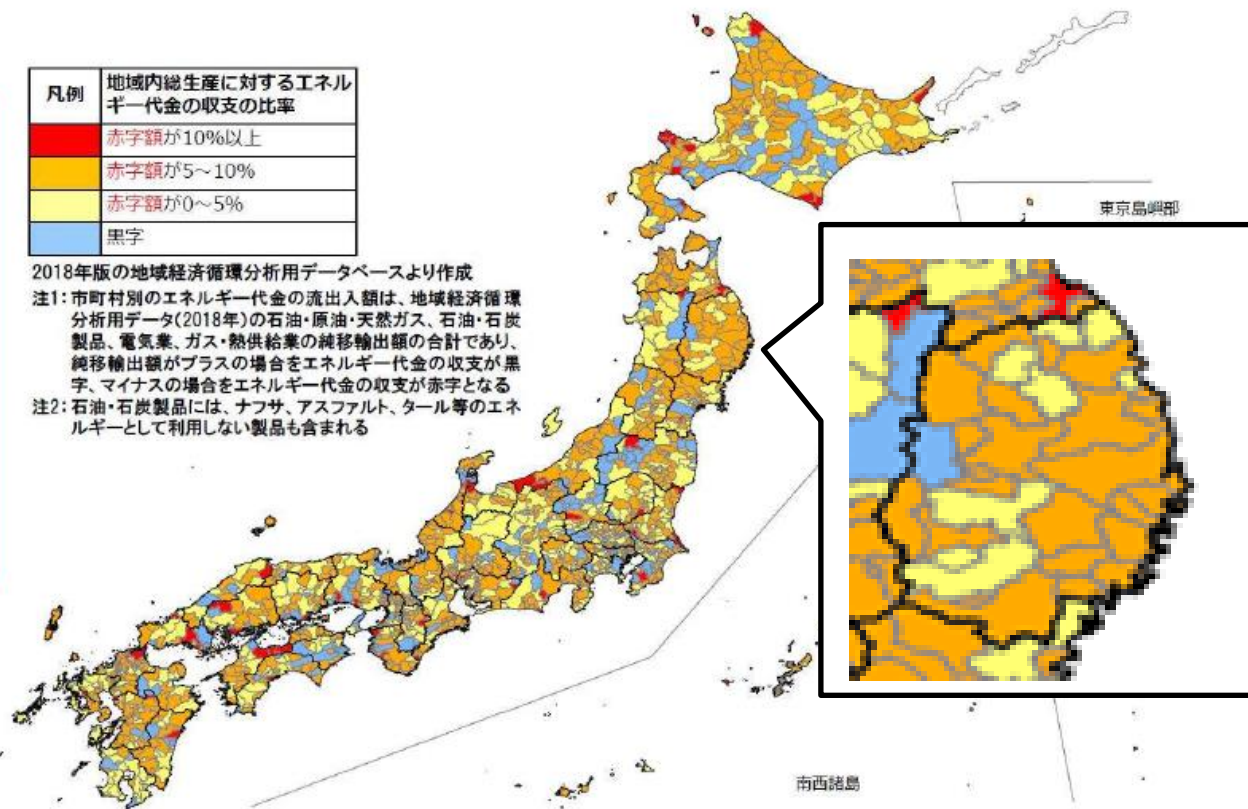 凡例
地域内総生産に対するエネル
ギー代金の収支の比率
赤字額が10%以上
赤字額が5～10%
赤字額が0～5%
黒字
2018年版の地域経済循環分析用データベースより作成
注1：市町村別のエネルギー代金の流出入額は、地域経済循環
分析用データ(2018年)の石油・原油・天然ガス、石油・石炭
製品、電気業、ガス・熱供給業の純移輸出額の合計であり、
純移輸出額がプラスの場合をエネルギー代金の収支が黒
字、マイナスの場合をエネルギー代金の収支が赤字となる
注2：石油・石炭製品には、ナフサ、アスファルト、タール等のエネ
ルギーとして利用しない製品も含まれる
東京島嶼部
南西諸島